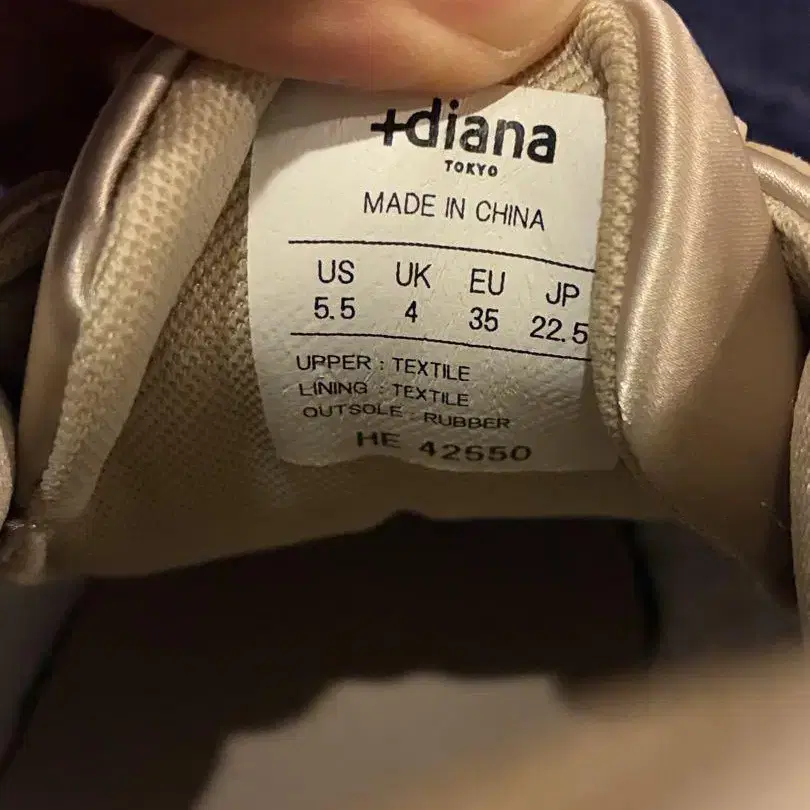 +diana
TOKYO
MADE IN CHINA
US UK EU JP
5.5 4 35 22.5
UPPER : TEXTILE
LINING : TEXTILE
OUTSOLE : RUBBER
HE 42550